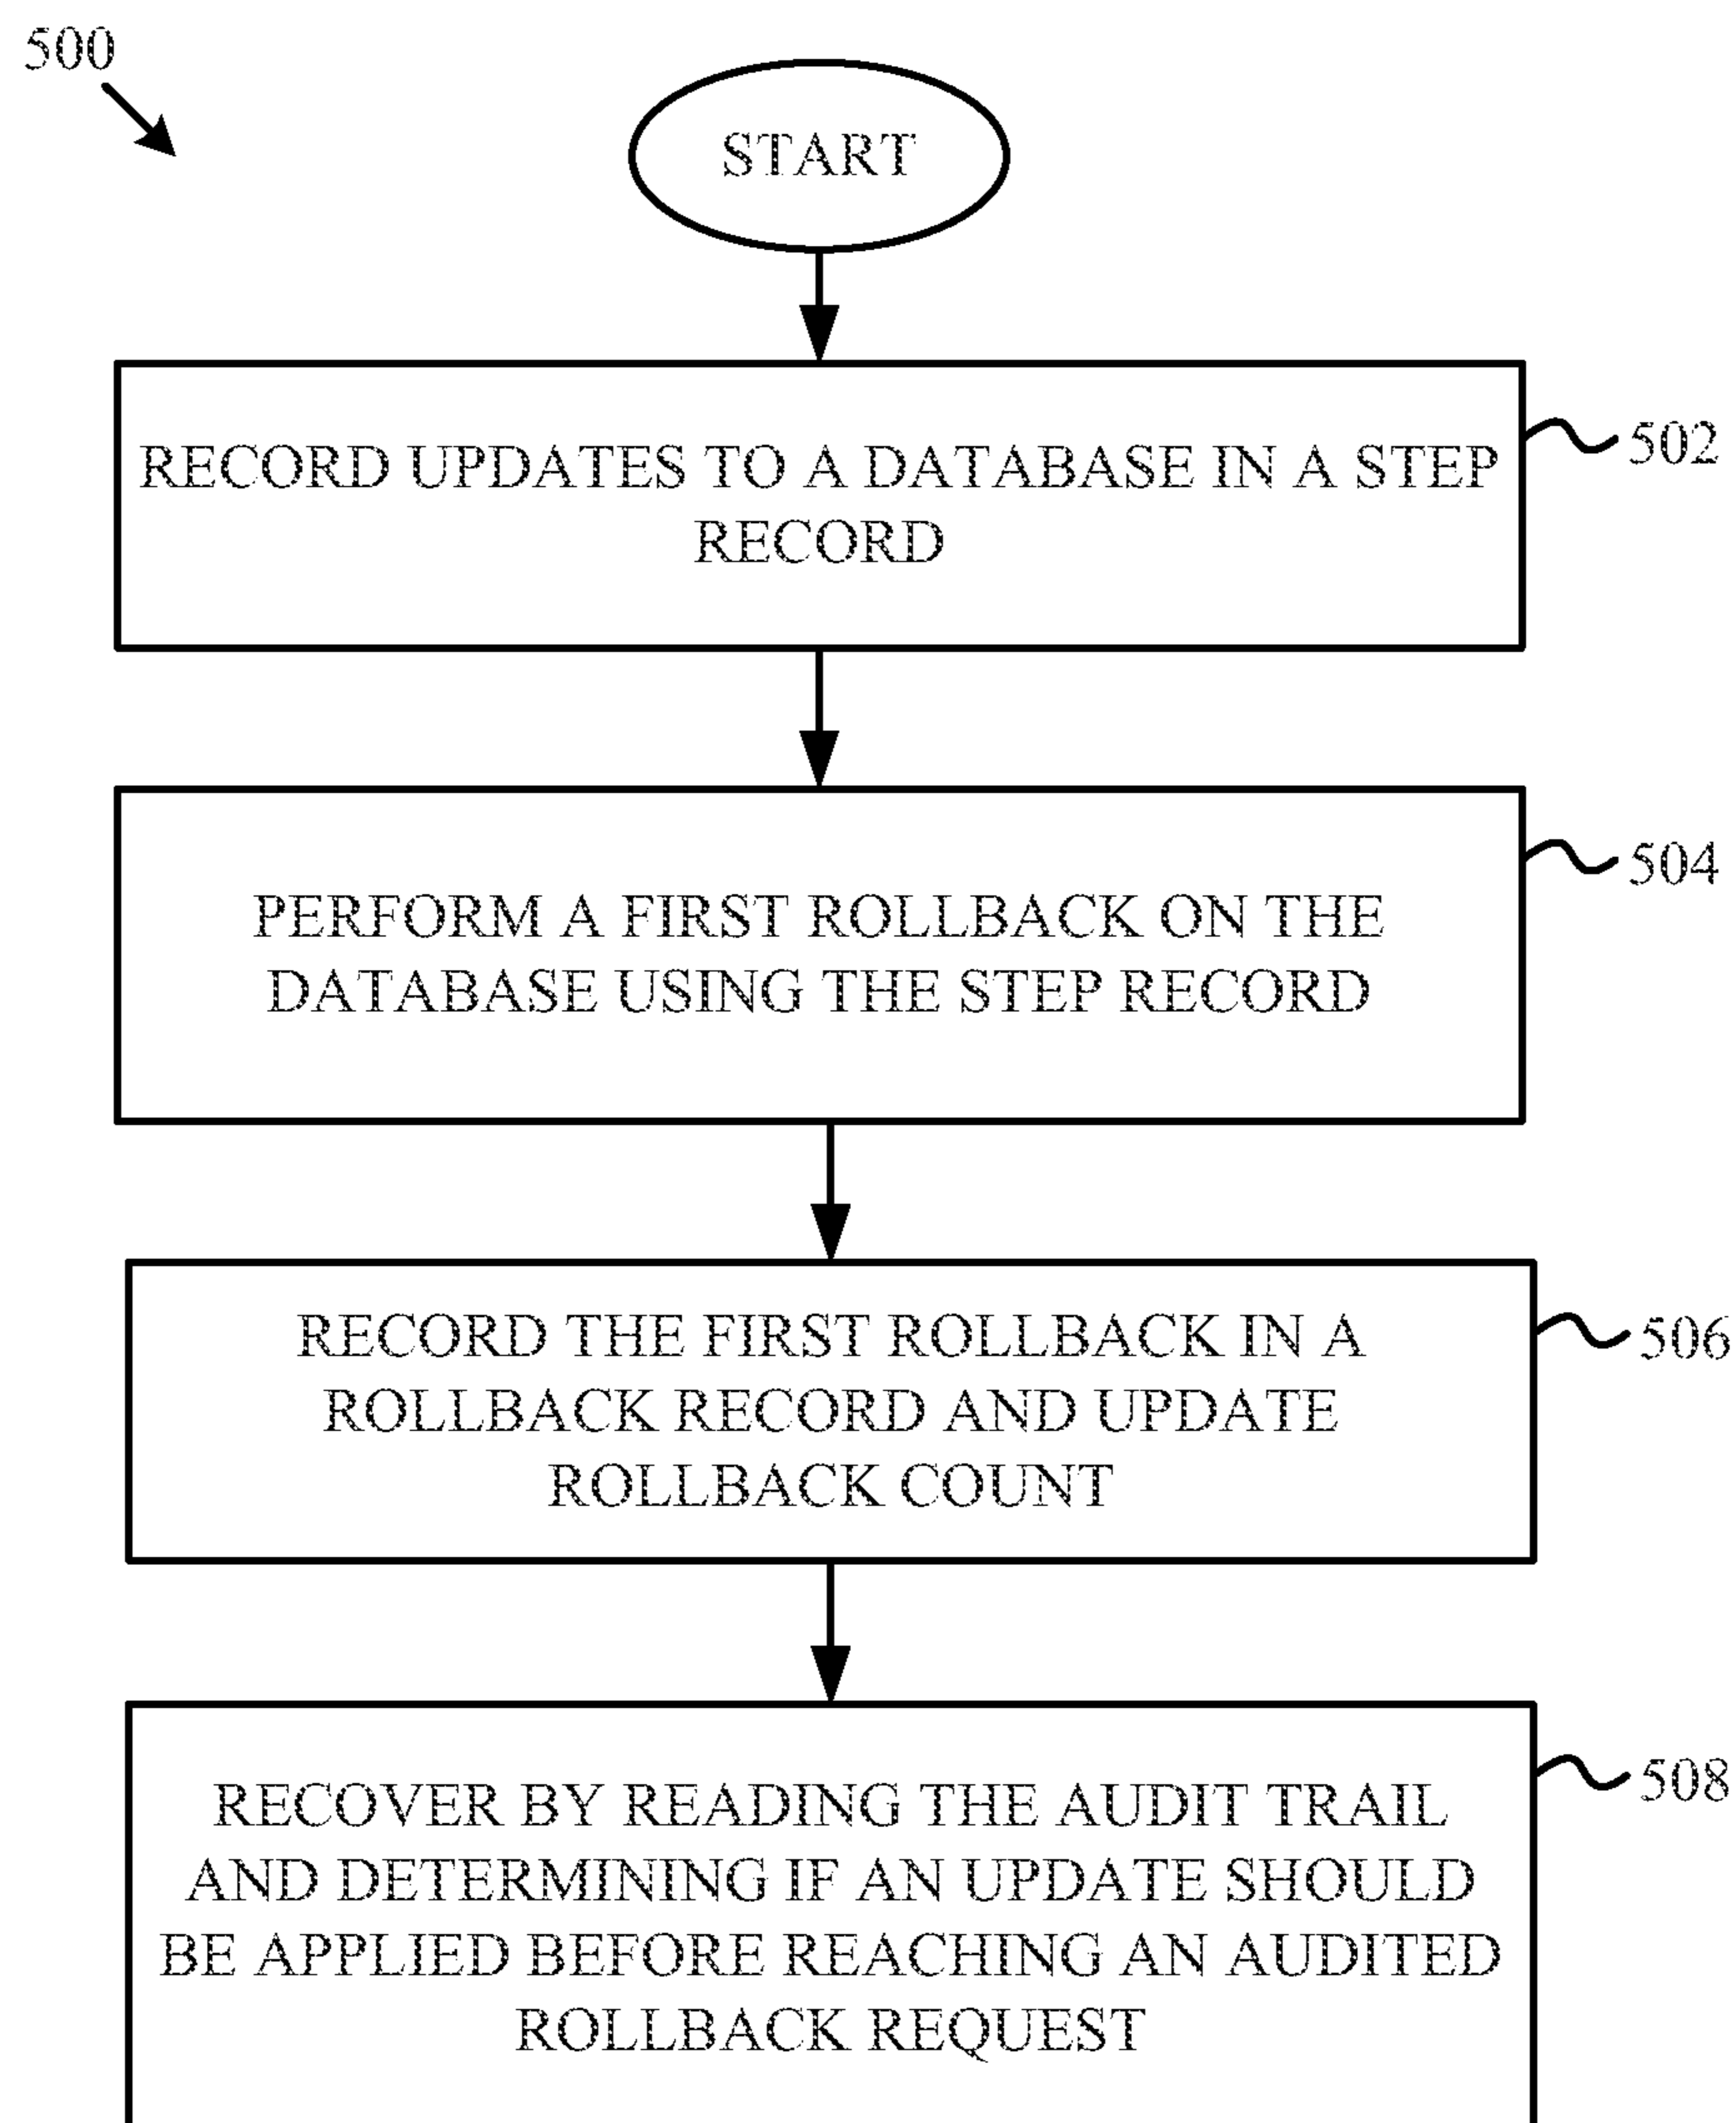 500
START
RECORD UPDATES TO A DATABASE IN A STEP
RECORD
502
PERFORM A FIRST ROLLBACK ON THE
DATABASE USING THE STEP RECORD
504
RECORD THE FIRST ROLLBACK IN A
ROLLBACK RECORD AND UPDATE
ROLLBACK COUNT
506
RECOVER BY READING THE AUDIT TRAIL
AND DETERMINING IF AN UPDATE SHOULD
BE APPLIED BEFORE REACHING AN AUDITED
ROLLBACK REQUEST
508